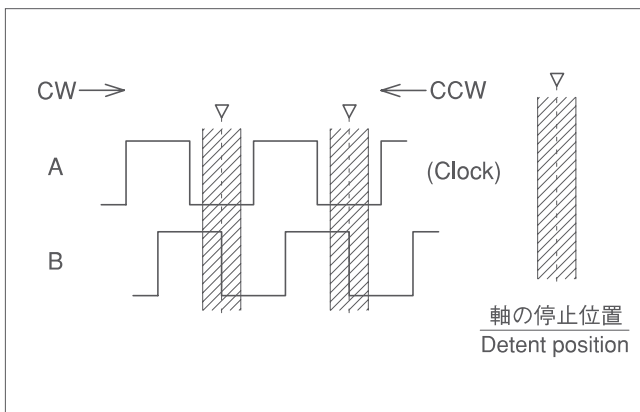 CW
CCW
A
(Clock)
B
軸の停止位置
Detent position